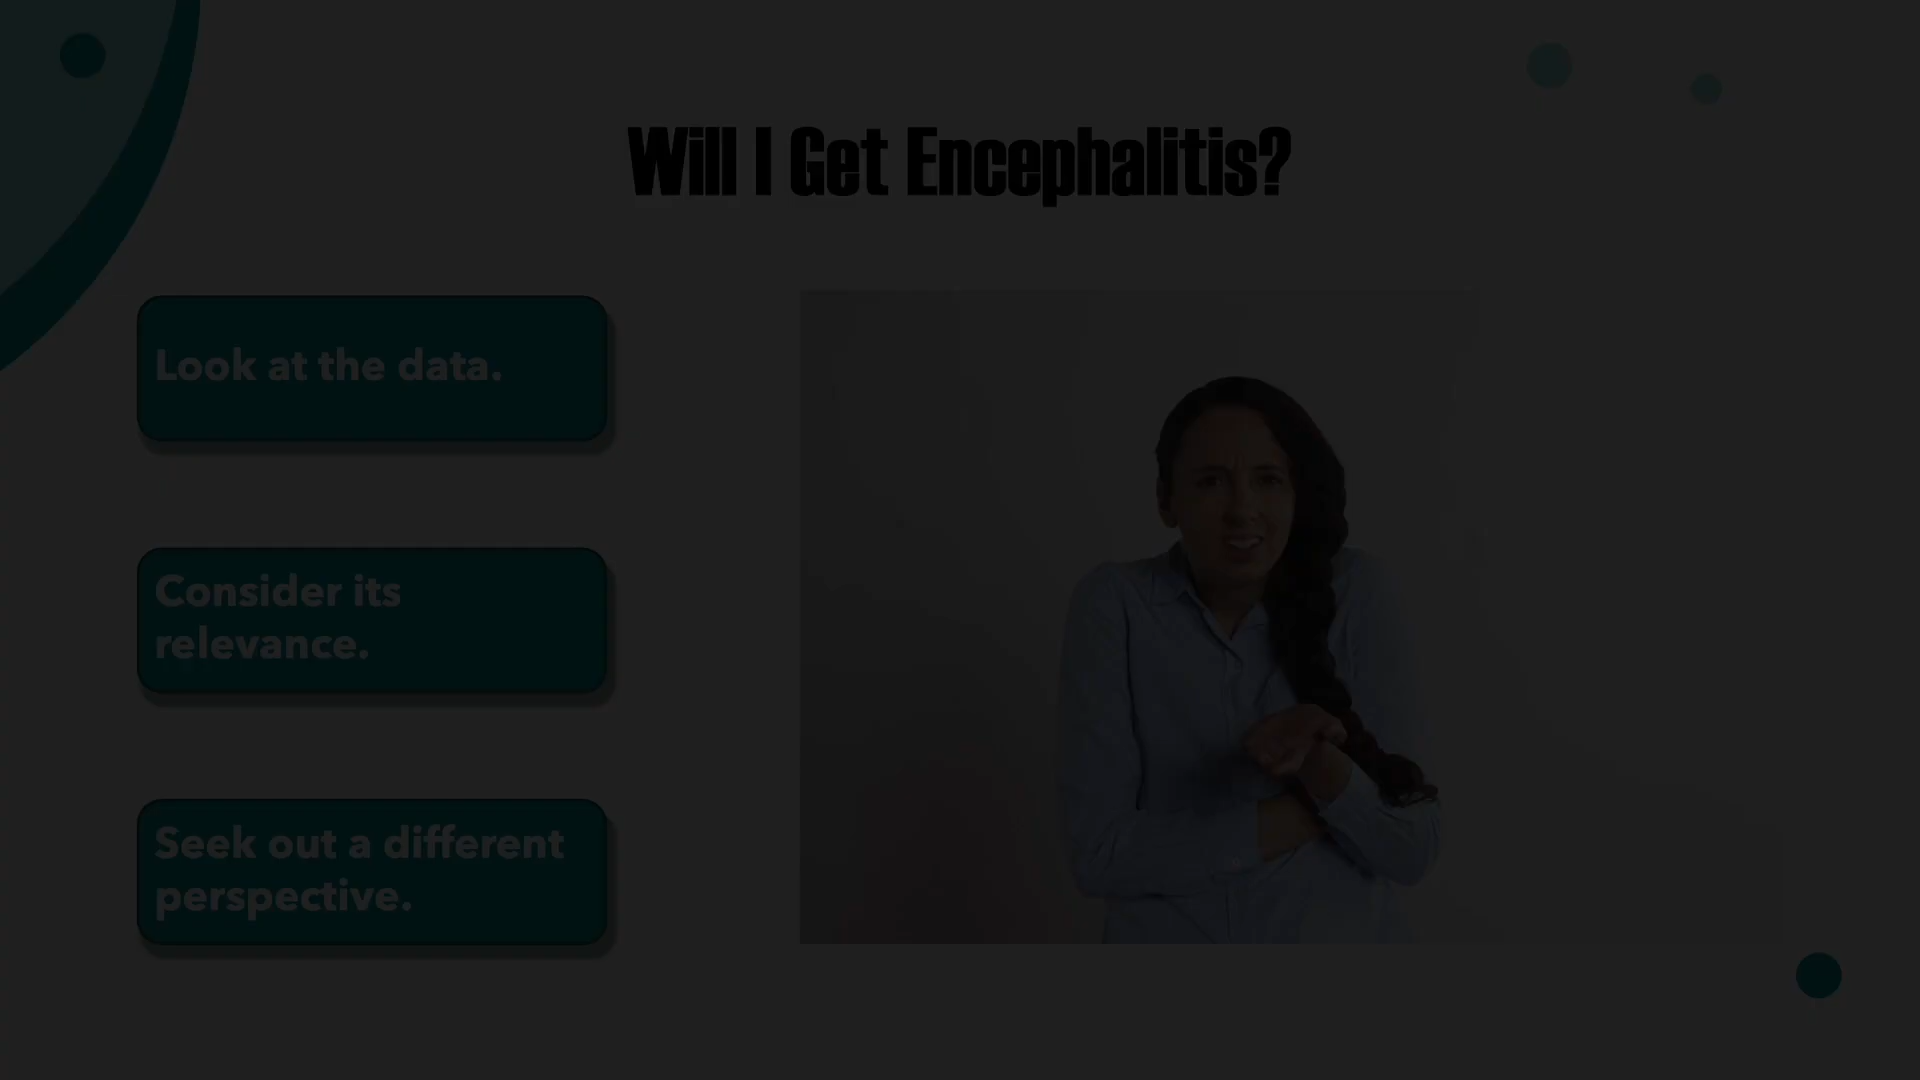 Will I Get Encephalitis?
Look at the data.
Consider its
relevance.
Seek out a different
perspective.